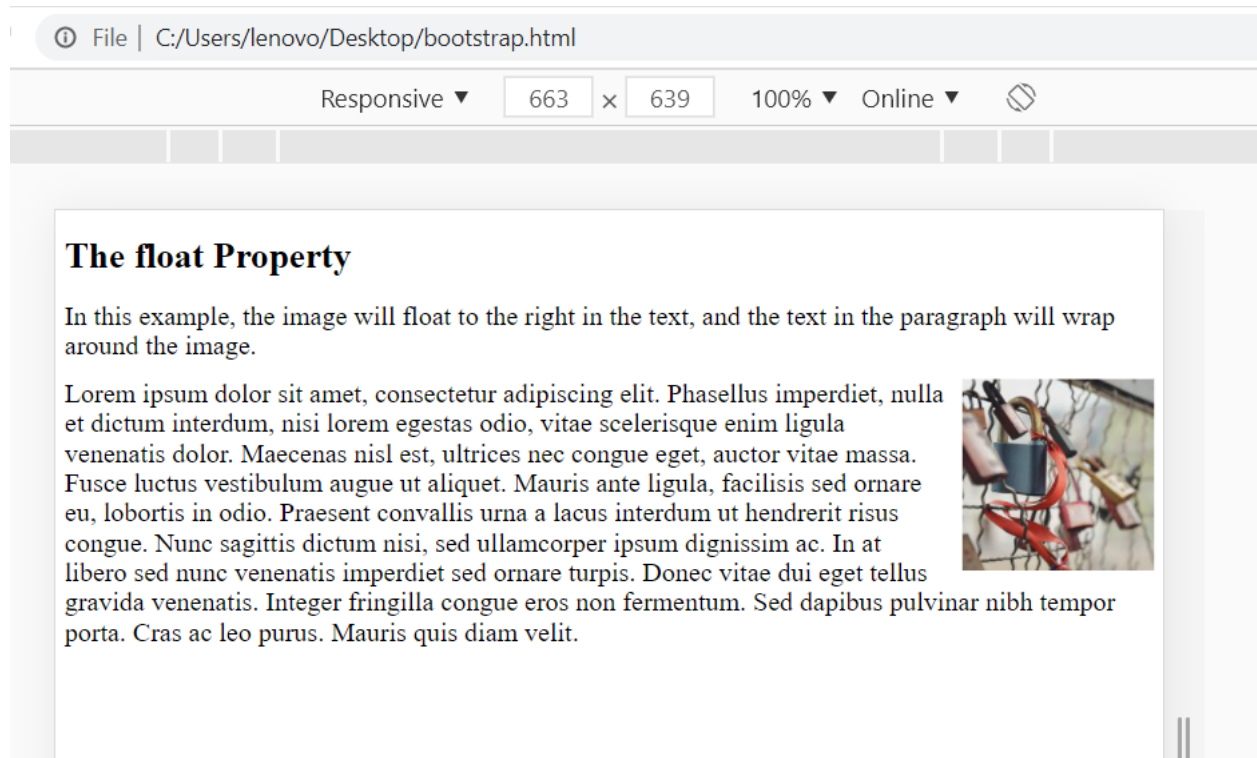 File | C:/Users/lenovo/Desktop/bootstrap.html
Responsive ▼ 663 × 639 100% ▼ Online ▼
The float Property
In this example, the image will float to the right in the text, and the text in the paragraph will wrap
around the image.
Lorem ipsum dolor sit amet, consectetur adipiscing elit. Phasellus imperdiet, nulla
et dictum interdum, nisi lorem egestas odio, vitae scelerisque enim ligula
venenatis dolor. Maecenas nisl est, ultrices nec congue eget, auctor vitae massa.
Fusce luctus vestibulum augue ut aliquet. Mauris ante ligula, facilisis sed ornare
eu, lobortis in odio. Praesent convallis urna a lacus interdum ut hendrerit risus
congue. Nunc sagittis dictum nisi, sed ullamcorper ipsum dignissim ac. In at
libero sed nunc venenatis imperdiet sed ornare turpis. Donec vitae dui eget tellus
gravida venenatis. Integer fringilla congue eros non fermentum. Sed dapibus pulvinar nibh tempor
porta. Cras ac leo purus. Mauris quis diam velit.